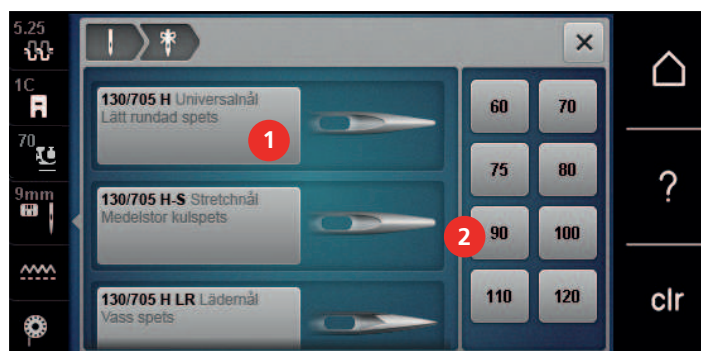 5.25
1C
70
9mm
130/705 H Universalnål
Lätt rundad spets
1
130/705 H-S Stretchnål
Medelstor kulspets
130/705 H LR Lädernål
Vass spets
60 70
75 80
2
90 100
110 120
?
clr